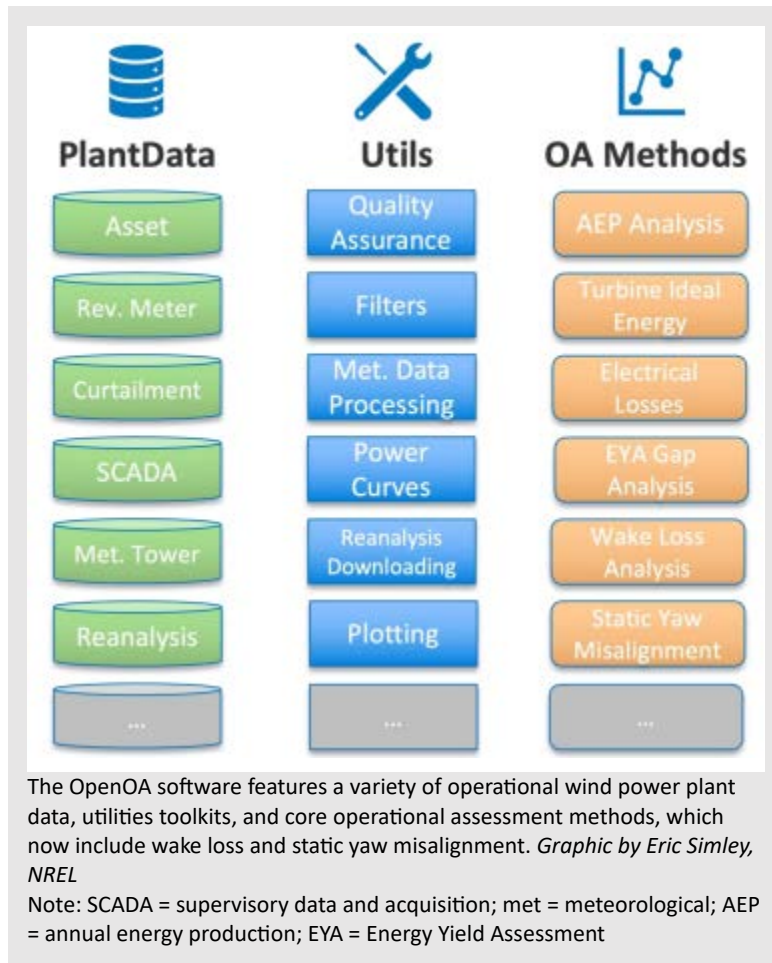 PlantData
Utils
OA Methods
Asset
Rev. Meter
Curtailment
SCADA
Met. Tower
Reanalysis
...
Quality
Assurance
Filters
Met. Data
Processing
Power
Curves
Reanalysis
Downloading
Plotting
...
AEP Analysis
Turbine Ideal
Energy
Electrical
Losses
EYA Gap
Analysis
Wake Loss
Analysis
Static Yaw
Misalignment
...
The OpenOA software features a variety of operational wind power plant
data, utilities toolkits, and core operational assessment methods, which
now include wake loss and static yaw misalignment. Graphic by Eric Simley,
NREL
Note: SCADA = supervisory data and acquisition; met = meteorological; AEP
= annual energy production; EYA = Energy Yield Assessment